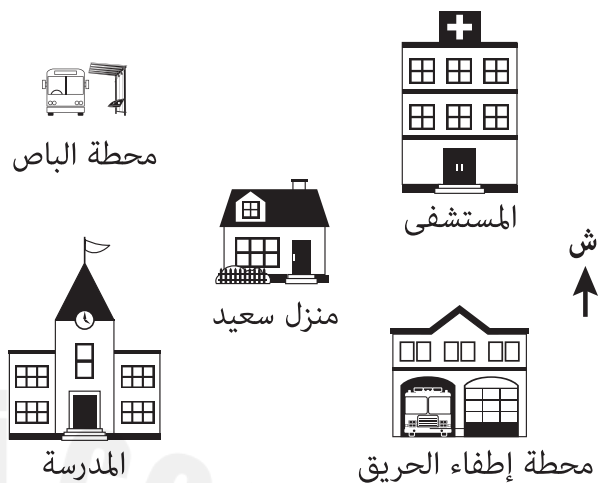 محطة الباص
المستشفى
ش
منزل سعيد
المدرسة
محطة إطفاء الحريق